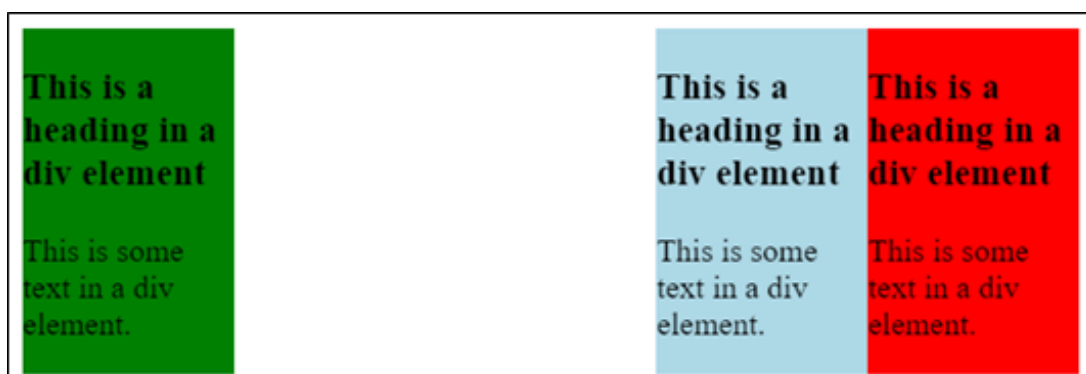 This is a
heading in a
div element
This is some
text in a div
element.
This is a
heading in a
div element
This is some
text in a div
element.
This is a
heading in a
div element
This is some
text in a div
element.